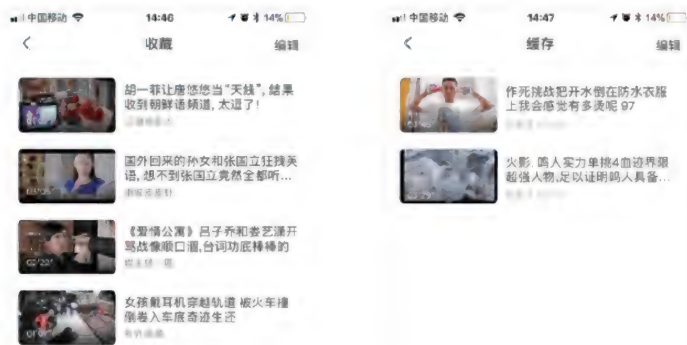 中国移动 14:46 14%
收藏 编辑
胡一菲让唐悠悠当"天线",结果
收到朝鲜语频道,太逗了!
国外回来的孙女和张国立狂拽英
语,想不到张国立竟然全都听...
《爱情公寓》吕子乔和娄艺潇开
骂战像顺口溜,台词功底棒棒的
02/22
女孩戴耳机穿越轨道 被火车撞
倒卷入车底奇迹生还
中国移动 14:47 14%
缓存 编辑
作死挑战把开水倒在防水衣服
上我会感觉有多烫呢 97
火影 鸣人实力单挑4血迹界限
超强人物,足以证明鸣人具备...